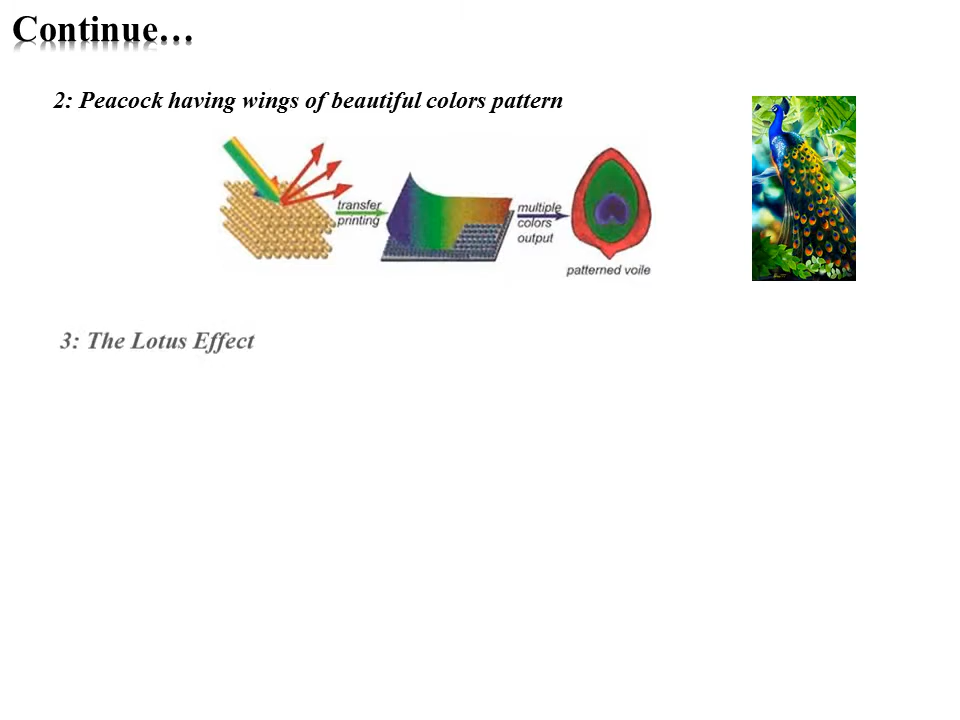 Continue…
2: Peacock having wings of beautiful colors pattern
transfer
printing
multiple
colors
output
patterned voile
3: The Lotus Effect